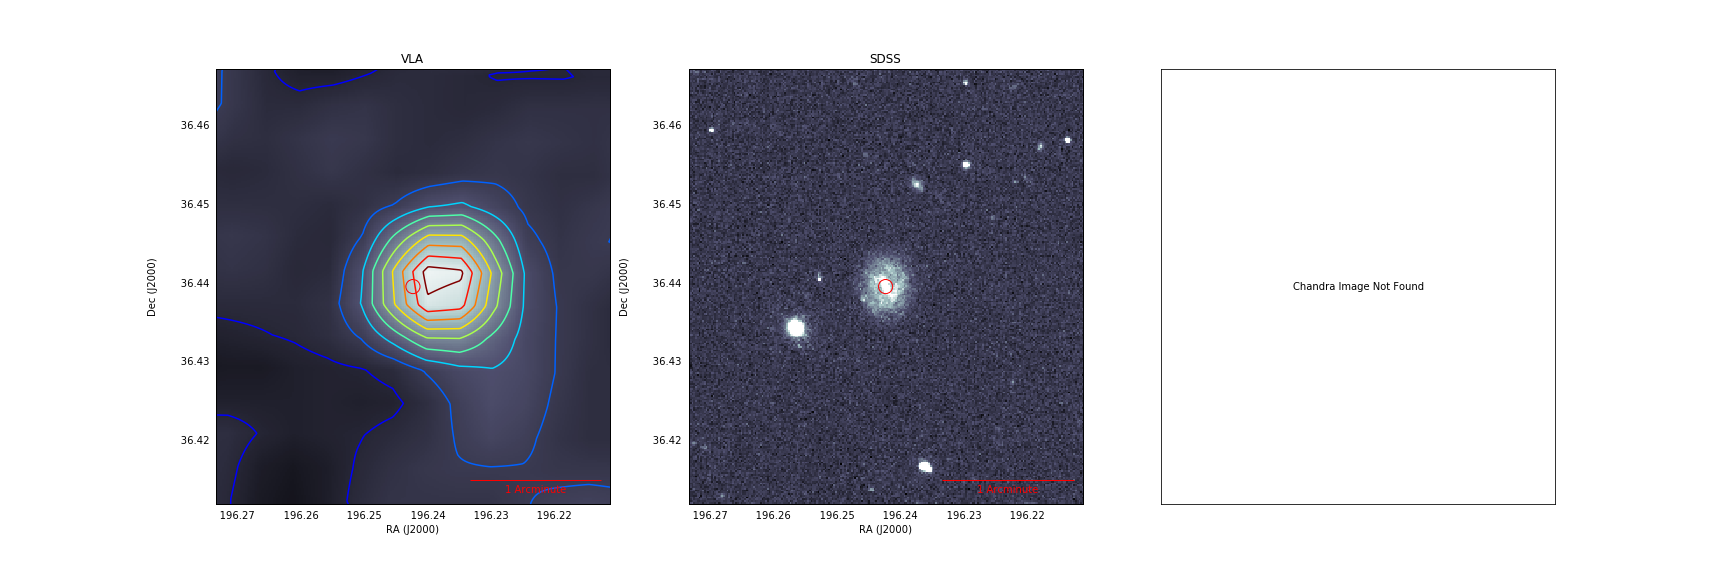 VLA
SDSS
36.46
36.45
36.44
36.43
36.42
Dec (J2000)
196.27 196.26 196.25 196.24 196.23 196.22
RA (J2000)
1 Arcminute
36.46
36.45
36.44
36.43
36.42
Dec (J2000)
196.27 196.26 196.25 196.24 196.23 196.22
RA (J2000)
1 Arcminute
Chandra Image Not Found